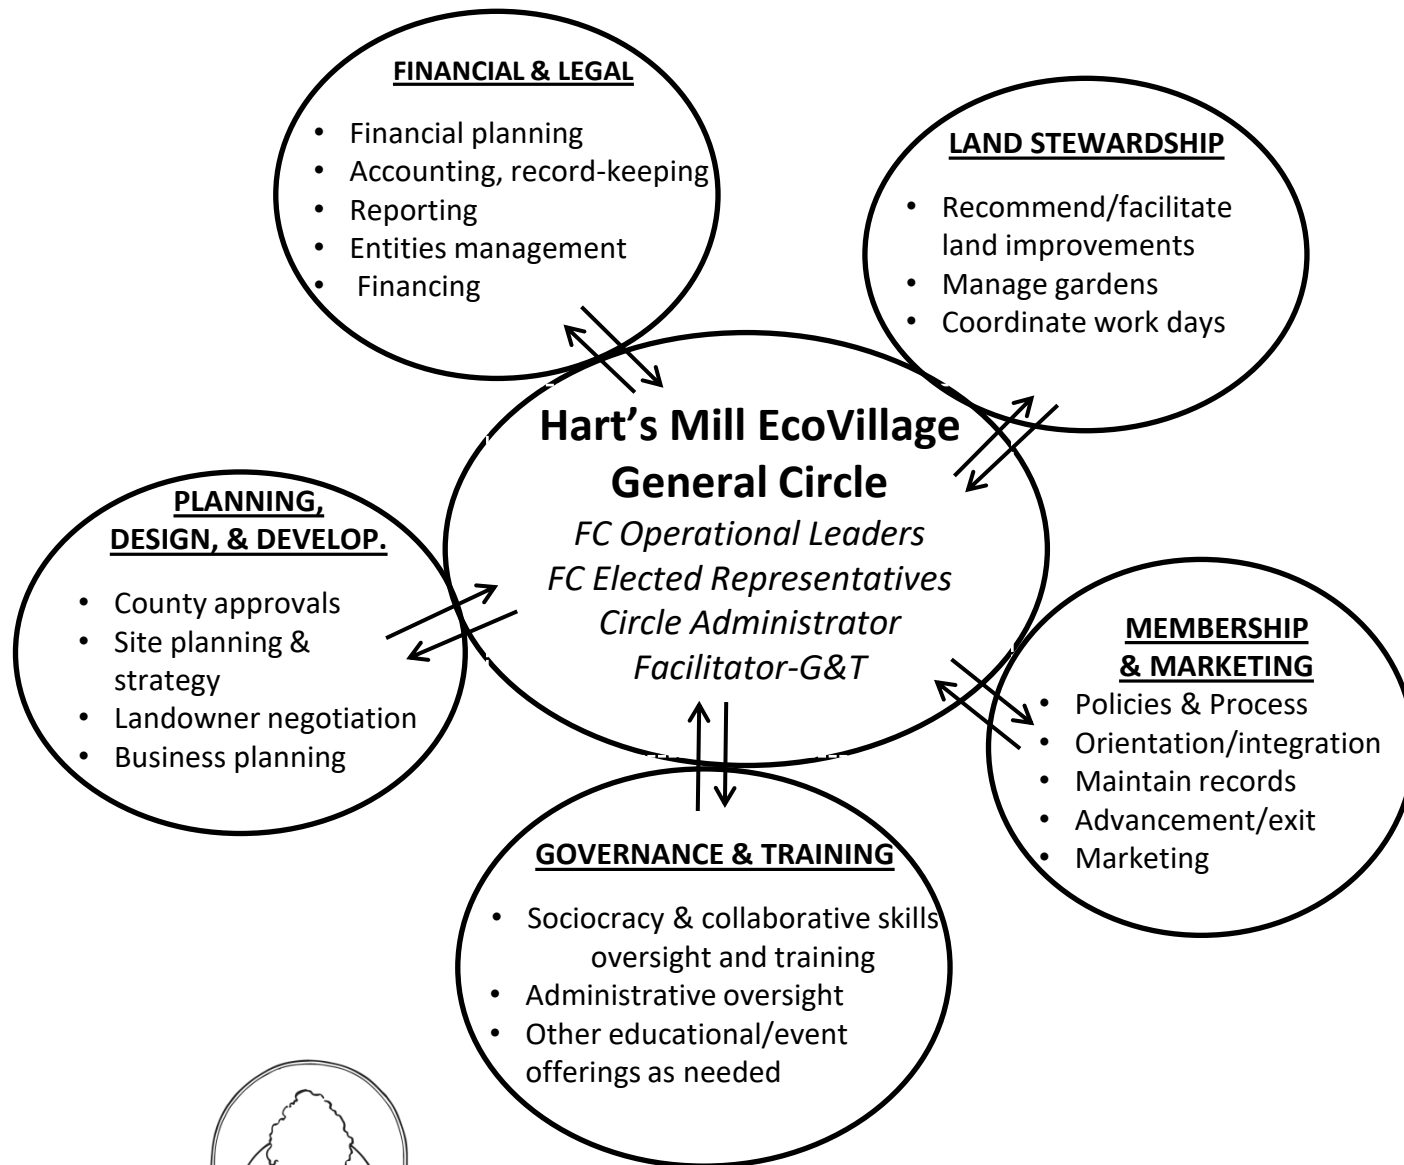 FINANCIAL & LEGAL
• Financial planning
• Accounting, record-keeping
• Reporting
• Entities management
• Financing
LAND STEWARDSHIP
• Recommend/facilitate
land improvements
• Manage gardens
• Coordinate work days
Hart’s Mill EcoVillage
General Circle
FC Operational Leaders
FC Elected Representatives
Circle Administrator
Facilitator-G&T
PLANNING,
DESIGN, & DEVELOP.
• County approvals
• Site planning &
strategy
• Landowner negotiation
• Business planning
MEMBERSHIP
& MARKETING
• Policies & Process
• Orientation/integration
• Maintain records
• Advancement/exit
• Marketing
GOVERNANCE & TRAINING
• Sociocracy & collaborative skills
oversight and training
• Administrative oversight
• Other educational/event
offerings as needed